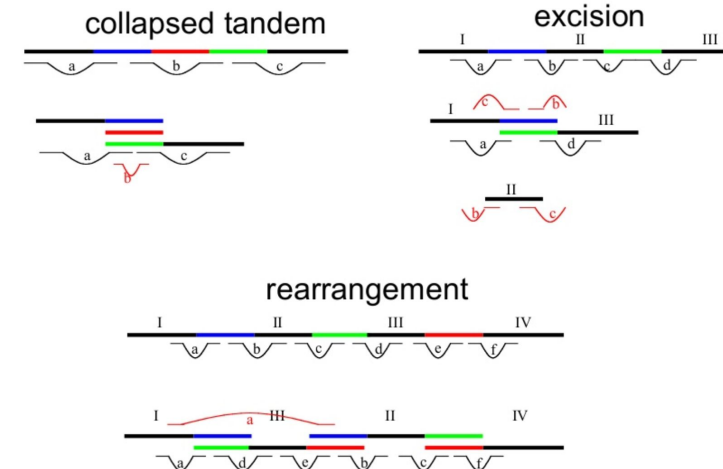 collapsed tandem
a b c
a c
b
excision
I II III
a b c d
c b
I III
a d
II
b c
rearrangement
I II III IV
a b c d e f
I III II IV
a
a d e b c f